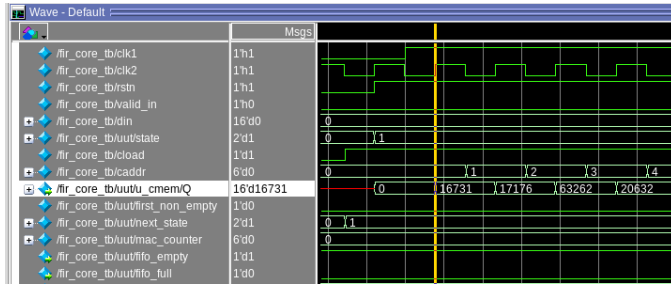 Wave - Default
Msgs
/fir_core_tb/clk1 1'h1
/fir_core_tb/clk2 1'h1
/fir_core_tb/rstn 1'h1
/fir_core_tb/valid_in 1'h0
/fir_core_tb/din 16'd0 0
/fir_core_tb/uut/state 2'd1 0 1
/fir_core_tb/cload 1'd1
/fir_core_tb/caddr 6'd0 0 1 2 3 4
/fir_core_tb/uut/u_cmem/Q 16'd16731 0 16731 17176 63262 20632
/fir_core_tb/uut/first_non_empty 1'd0
/fir_core_tb/uut/next_state 2'd1 0 1
/fir_core_tb/uut/mac_counter 6'd0 0
/fir_core_tb/uut/fifo_empty 1'd1
/fir_core_tb/uut/fifo_full 1'd0